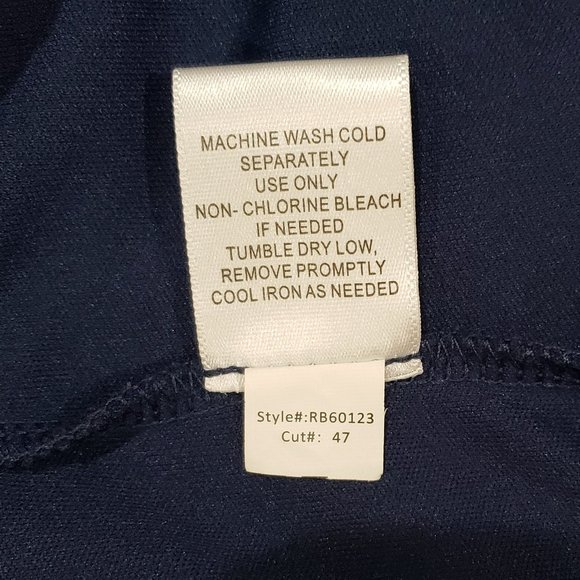 MACHINE WASH COLD
SEPARATELY
USE ONLY
NON- CHLORINE BLEACH
IF NEEDED
TUMBLE DRY LOW,
REMOVE PROMPTLY
COOL IRON AS NEEDED
Style#:RB60123
Cut#: 47